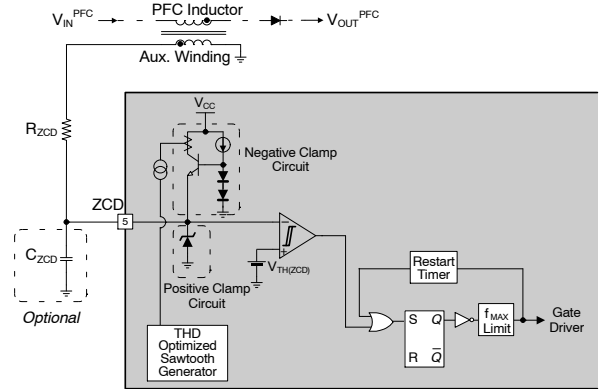 PFC Inductor
V_IN^PFC
V_OUT^PFC
Aux. Winding
R_ZCD
V_CC
Negative Clamp
Circuit
ZCD
5
C_ZCD
Optional
Positive Clamp
Circuit
V_TH(ZCD)
THD
Optimized
Sawtooth
Generator
Restart
Timer
S Q
R Q̅
f_MAX
Limit
Gate
Driver